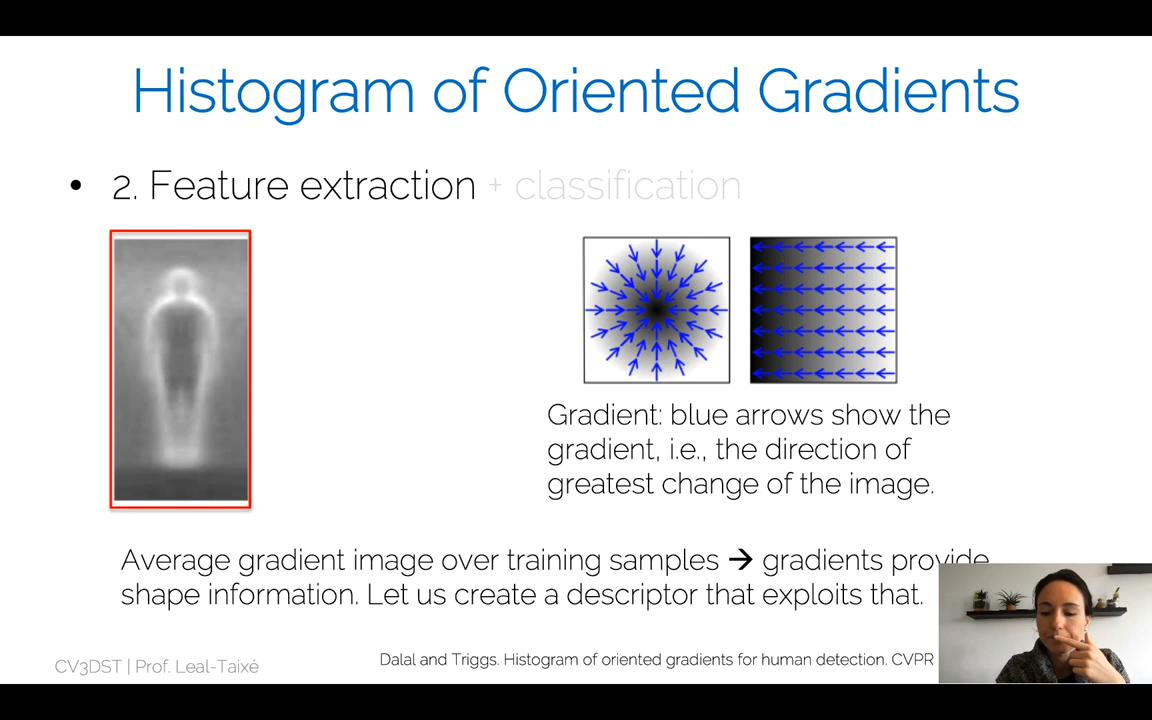 Histogram of Oriented Gradients
• 2. Feature extraction + classification
Gradient: blue arrows show the
gradient, i.e., the direction of
greatest change of the image.
Average gradient image over training samples → gradients provide
shape information. Let us create a descriptor that exploits that.
CV3DST | Prof. Leal-Taixé
Dalal and Triggs. Histogram of oriented gradients for human detection. CVPR